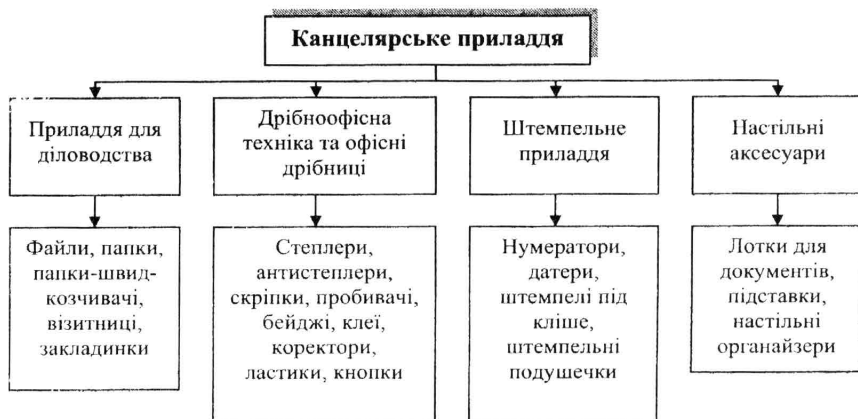 Канцелярське приладдя
Приладдя для
діловодства
Дрібноофісна
техніка та офісні
дрібниці
Штемпельне
приладдя
Настільні
аксесуари
Файли, папки,
папки-швид-
козчивачі,
візитниці,
закладинки
Степлери,
антистеплери,
скріпки, пробивачі,
бейджі, клеї,
коректори,
ластики, кнопки
Нумератори,
датери,
штемпелі під
кліше,
штемпельні
подушечки
Лотки для
документів,
підставки,
настільні
органайзери